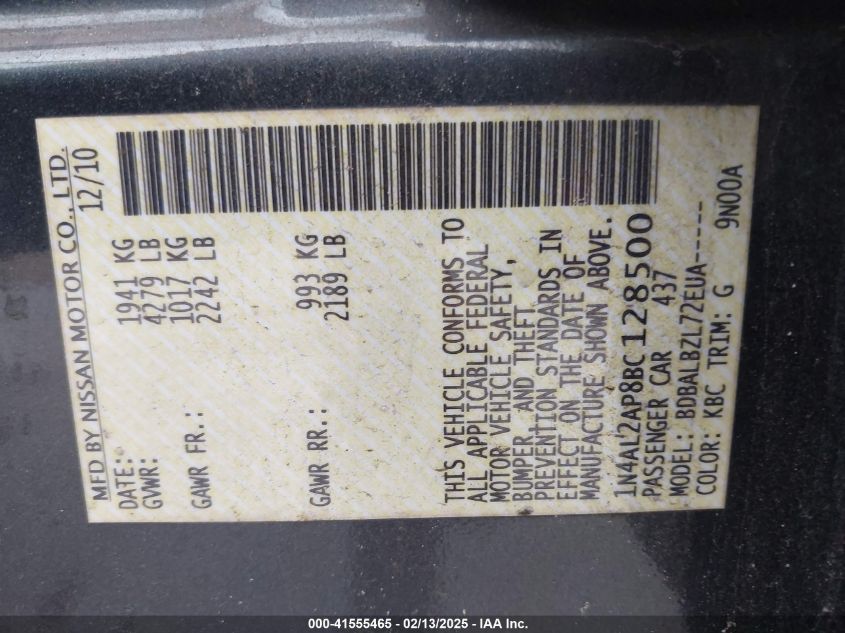 MFD BY NISSAN MOTOR CO., LTD.
DATE: 12/10
GVWR: 1941 KG
4279 LB
GAWR FR.: 1017 KG
2242 LB
GAWR RR.: 993 KG
2189 LB
THIS VEHICLE CONFORMS TO
ALL APPLICABLE FEDERAL
MOTOR VEHICLE SAFETY,
BUMPER, AND THEFT
PREVENTION STANDARDS IN
EFFECT ON THE DATE OF
MANUFACTURE SHOWN ABOVE.
1N4AL2AP8BC128500
PASSENGER CAR 437
MODEL: BDBALBZL72EUA-----
COLOR: KBC TRIM: G 9N00A
000-41555465 - 02/13/2025 - IAA Inc.